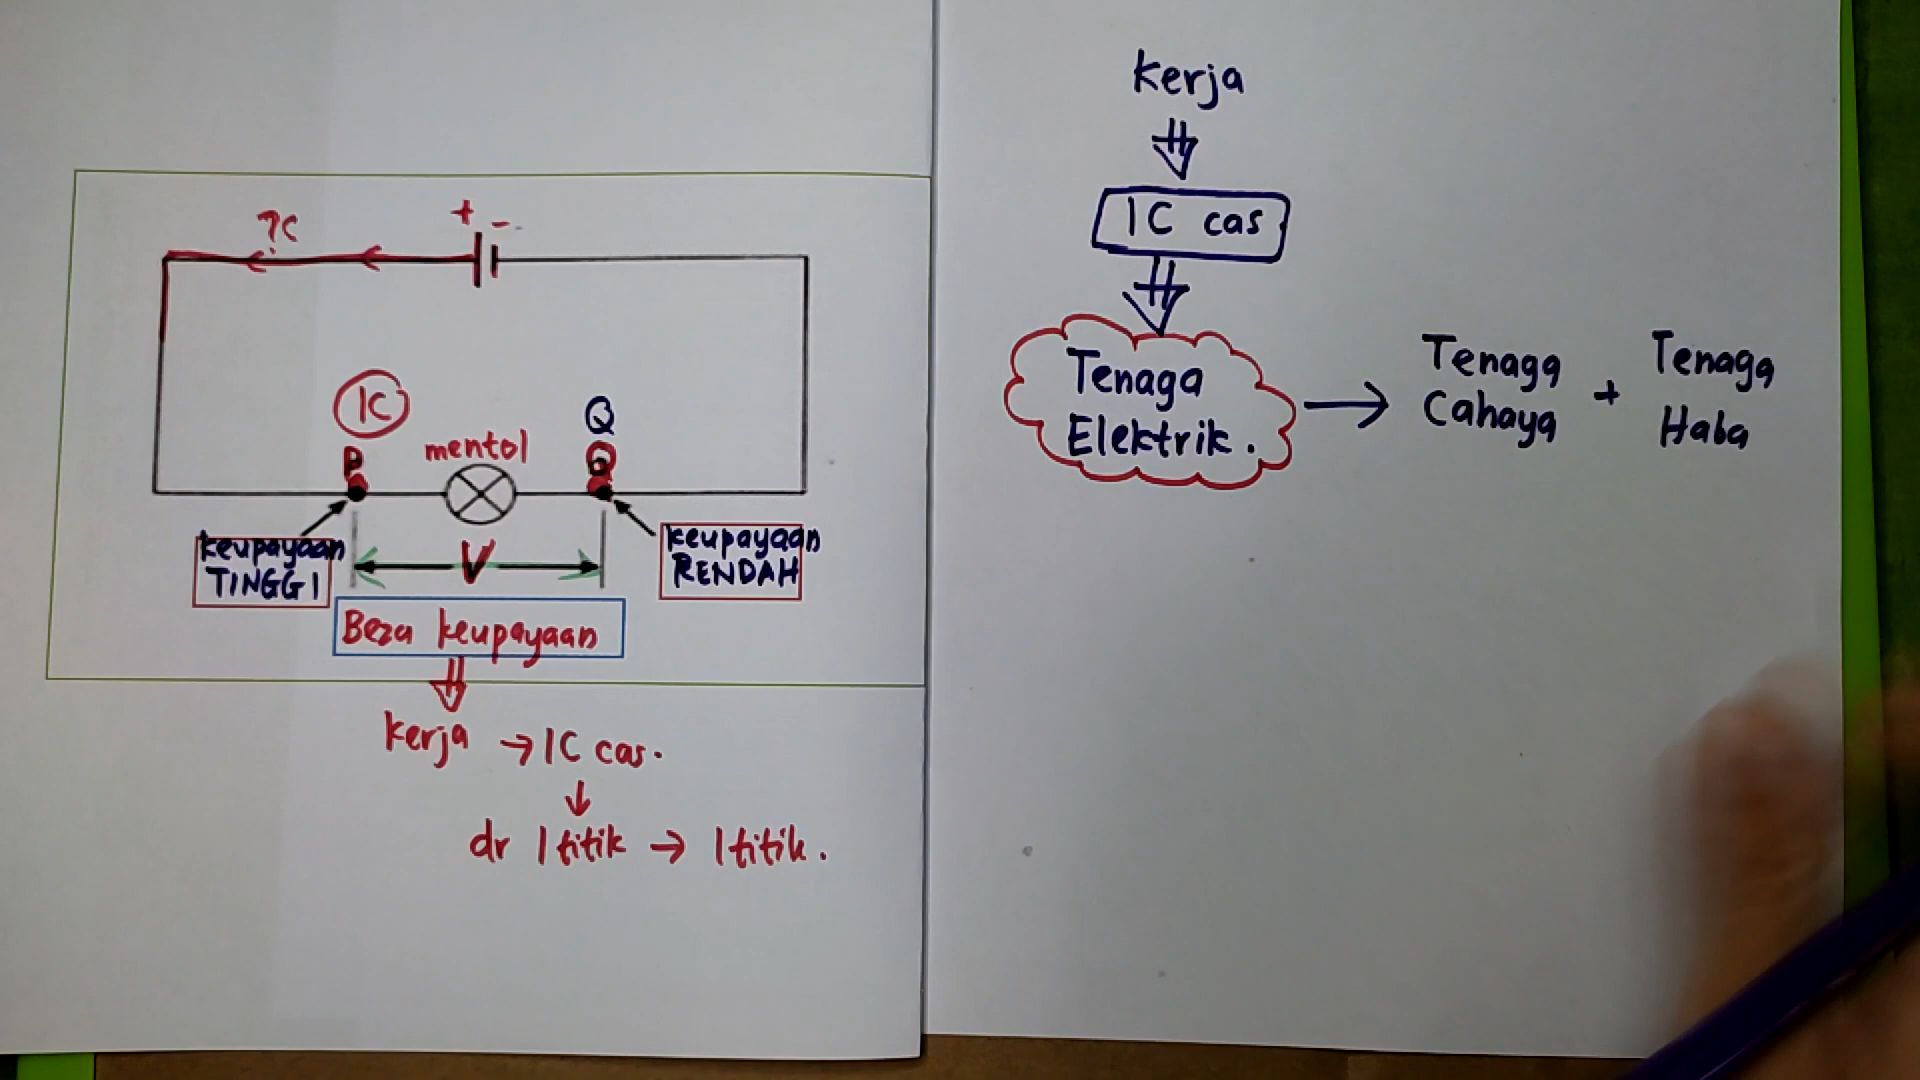 + -
?C
1C
Q
P
mentol
Q
keupayaan
TINGGI
V
keupayaan
RENDAH
Beza keupayaan
kerja → 1C cas.
↓
dr 1 titik → 1 titik.
kerja
1C cas
Tenaga
Elektrik.
→
Tenaga
Cahaya
+
Tenaga
Haba